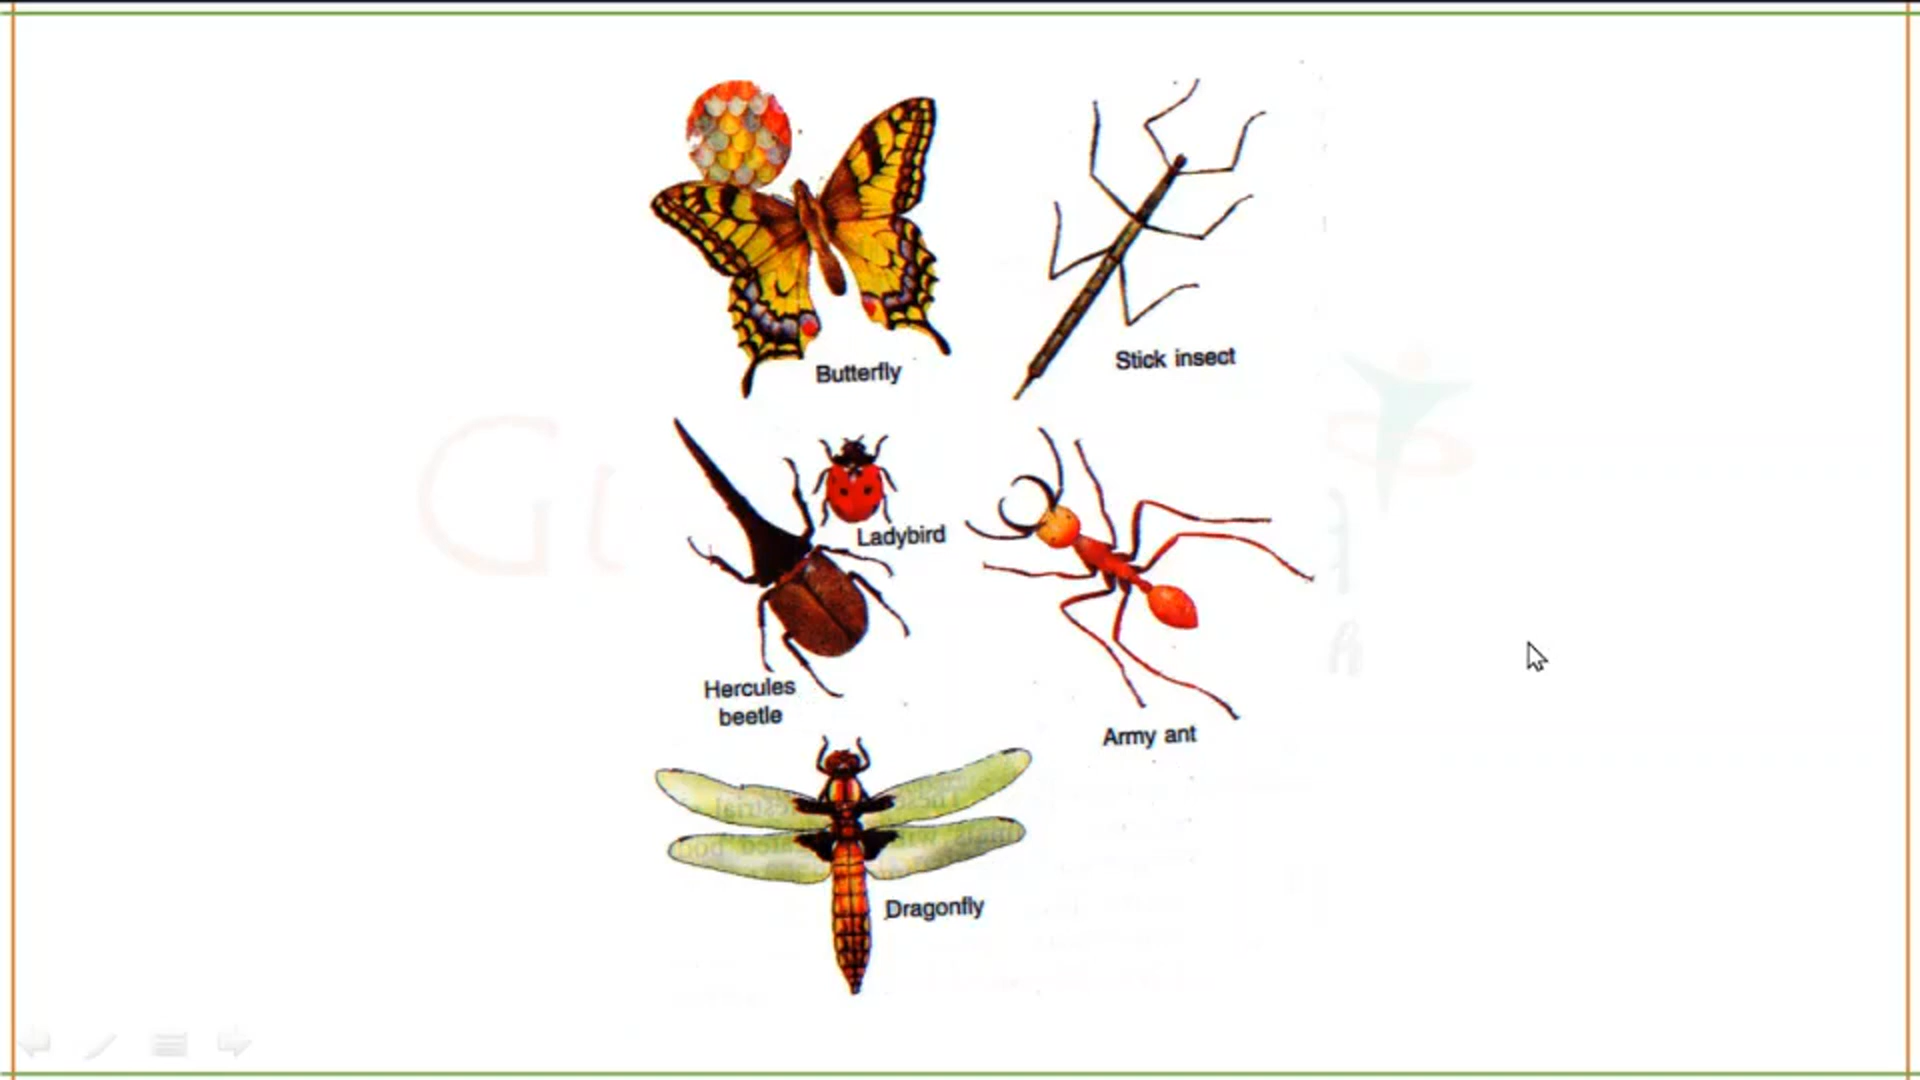 Butterfly
Stick insect
Ladybird
Hercules
beetle
Army ant
Dragonfly